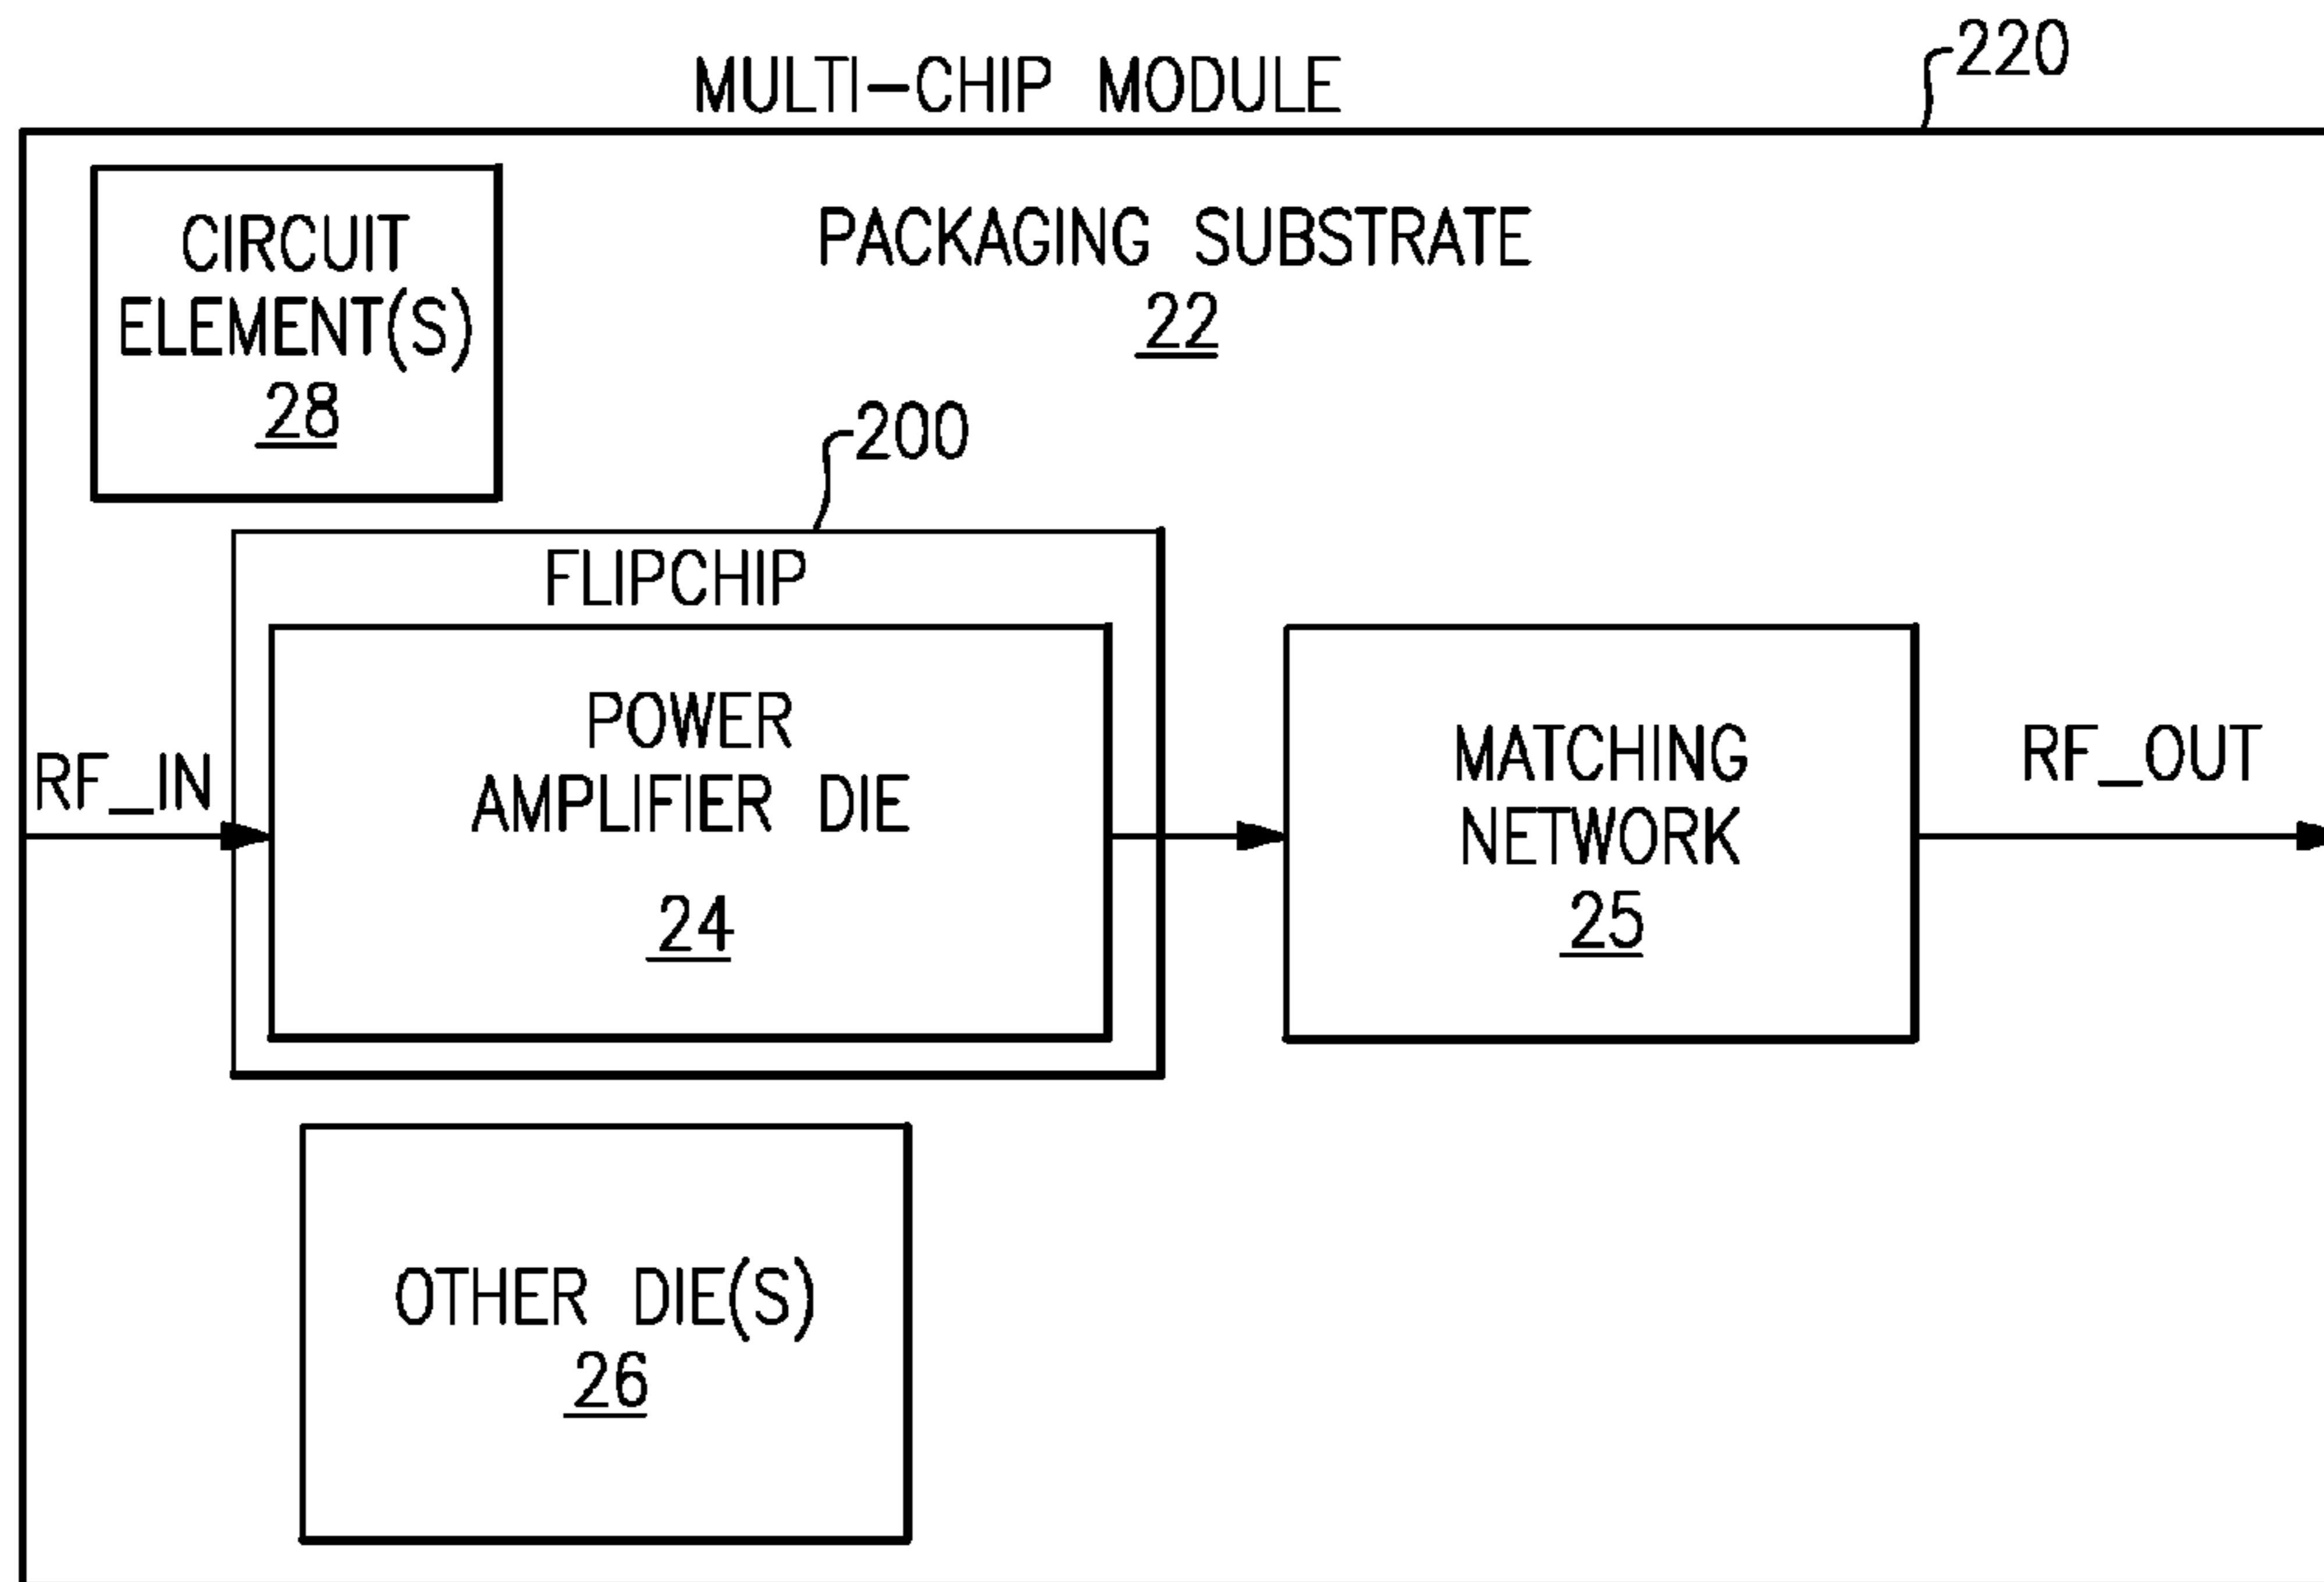 220
MULTI-CHIP MODULE
CIRCUIT
ELEMENT(S)
28
PACKAGING SUBSTRATE
22
200
FLIPCHIP
POWER
AMPLIFIER DIE
24
RF_IN
MATCHING
NETWORK
25
RF_OUT
OTHER DIE(S)
26